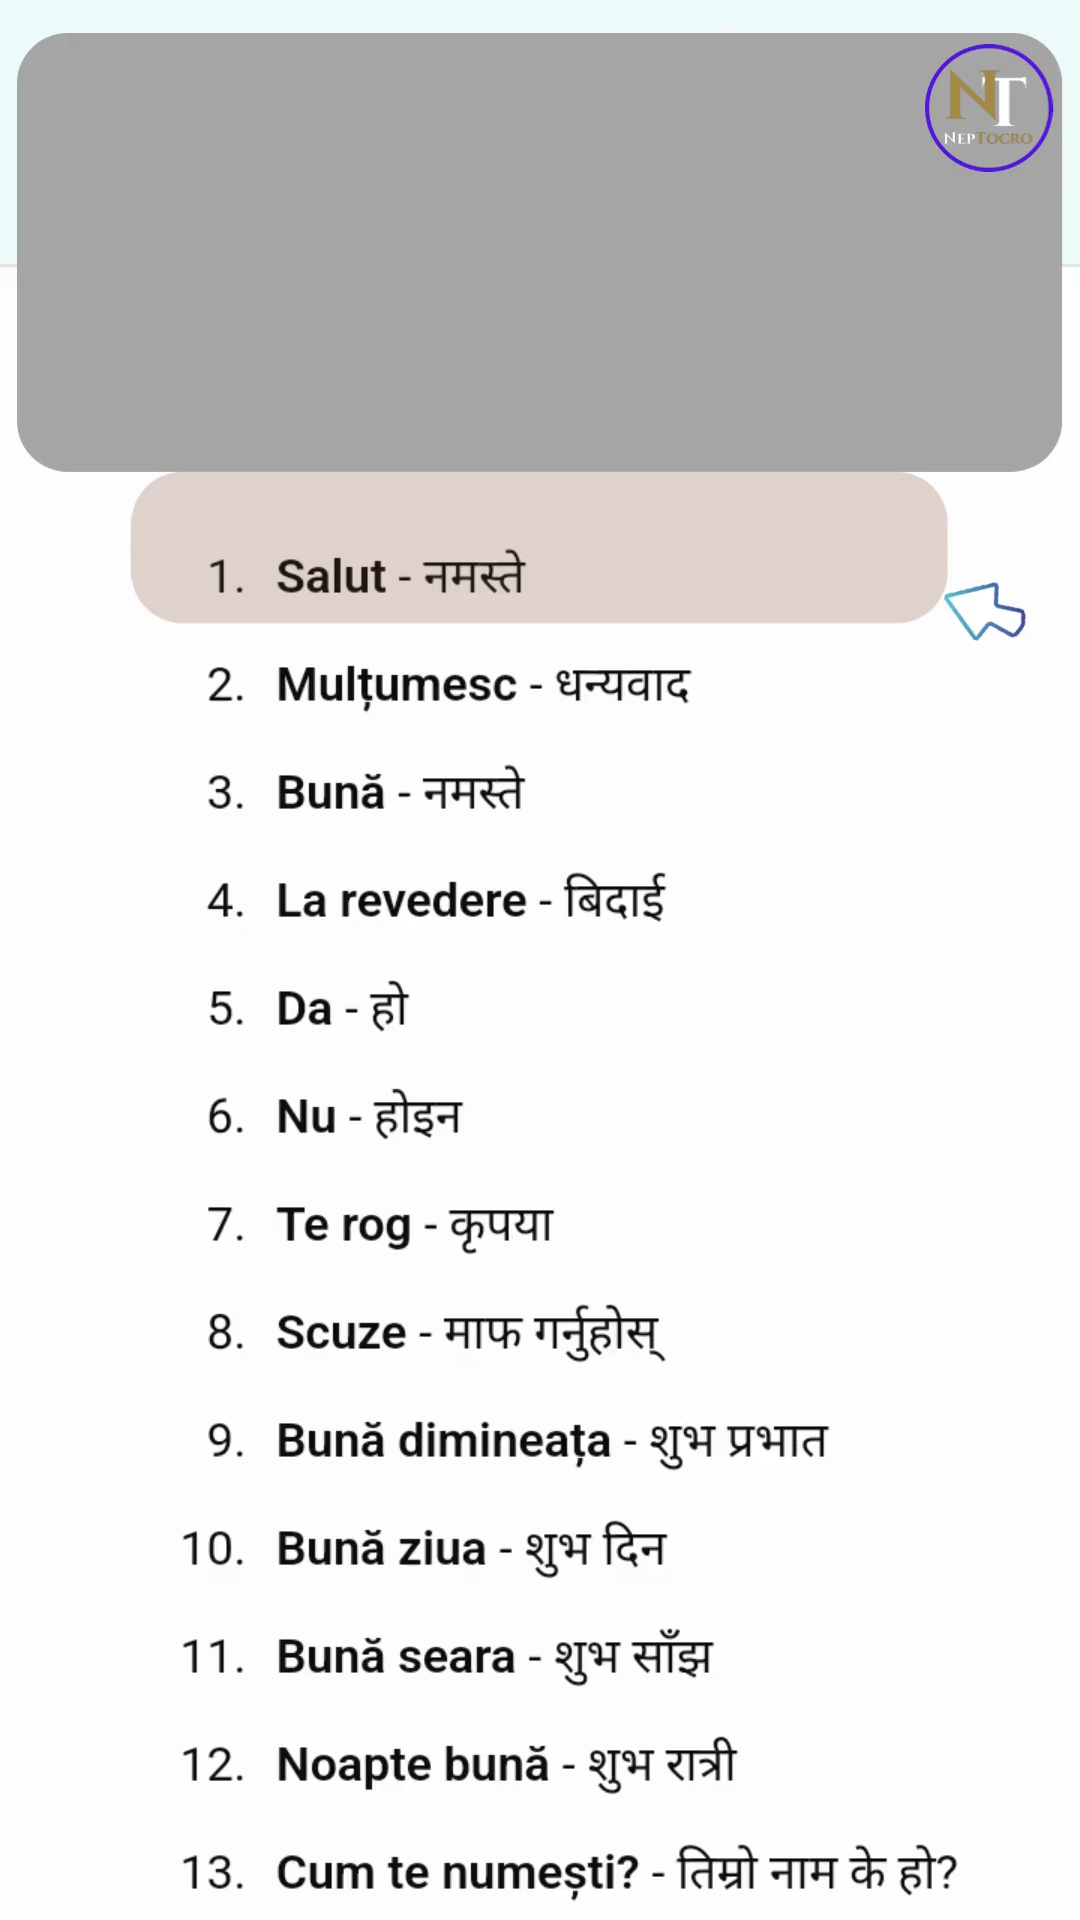 NT
NEPTOCRO
1. Salut - नमस्ते
2. Mulțumesc - धन्यवाद
3. Bună - नमस्ते
4. La revedere - बिदाई
5. Da - हो
6. Nu - होइन
7. Te rog - कृपया
8. Scuze - माफ गर्नुहोस्
9. Bună dimineața - शुभ प्रभात
10. Bună ziua - शुभ दिन
11. Bună seara - शुभ साँझ
12. Noapte bună - शुभ रात्री
13. Cum te numești? - तिम्रो नाम के हो?